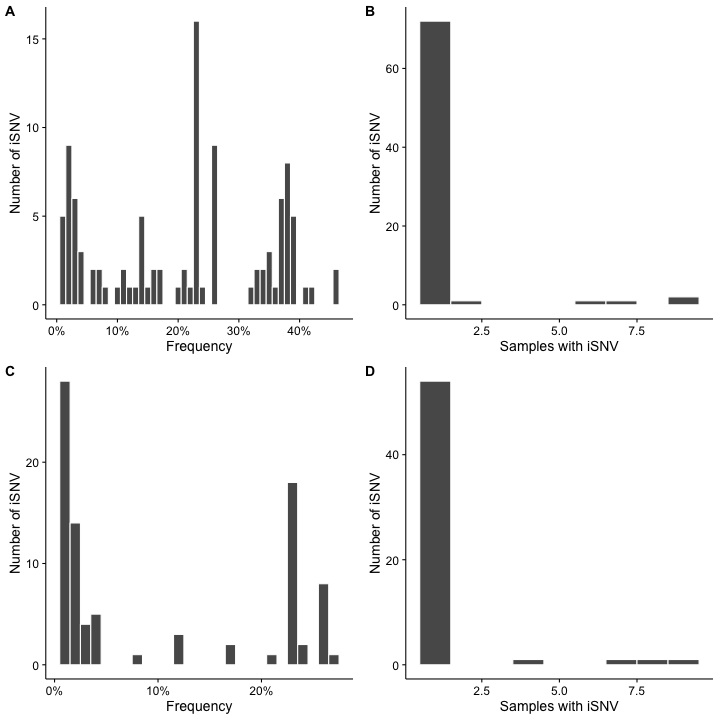 A
Number of iSNV
15
10
5
0
0% 10% 20% 30% 40%
Frequency
B
Number of iSNV
60
40
20
0
2.5 5.0 7.5
Samples with iSNV
C
Number of iSNV
20
10
0
0% 10% 20%
Frequency
D
Number of iSNV
40
20
0
2.5 5.0 7.5
Samples with iSNV